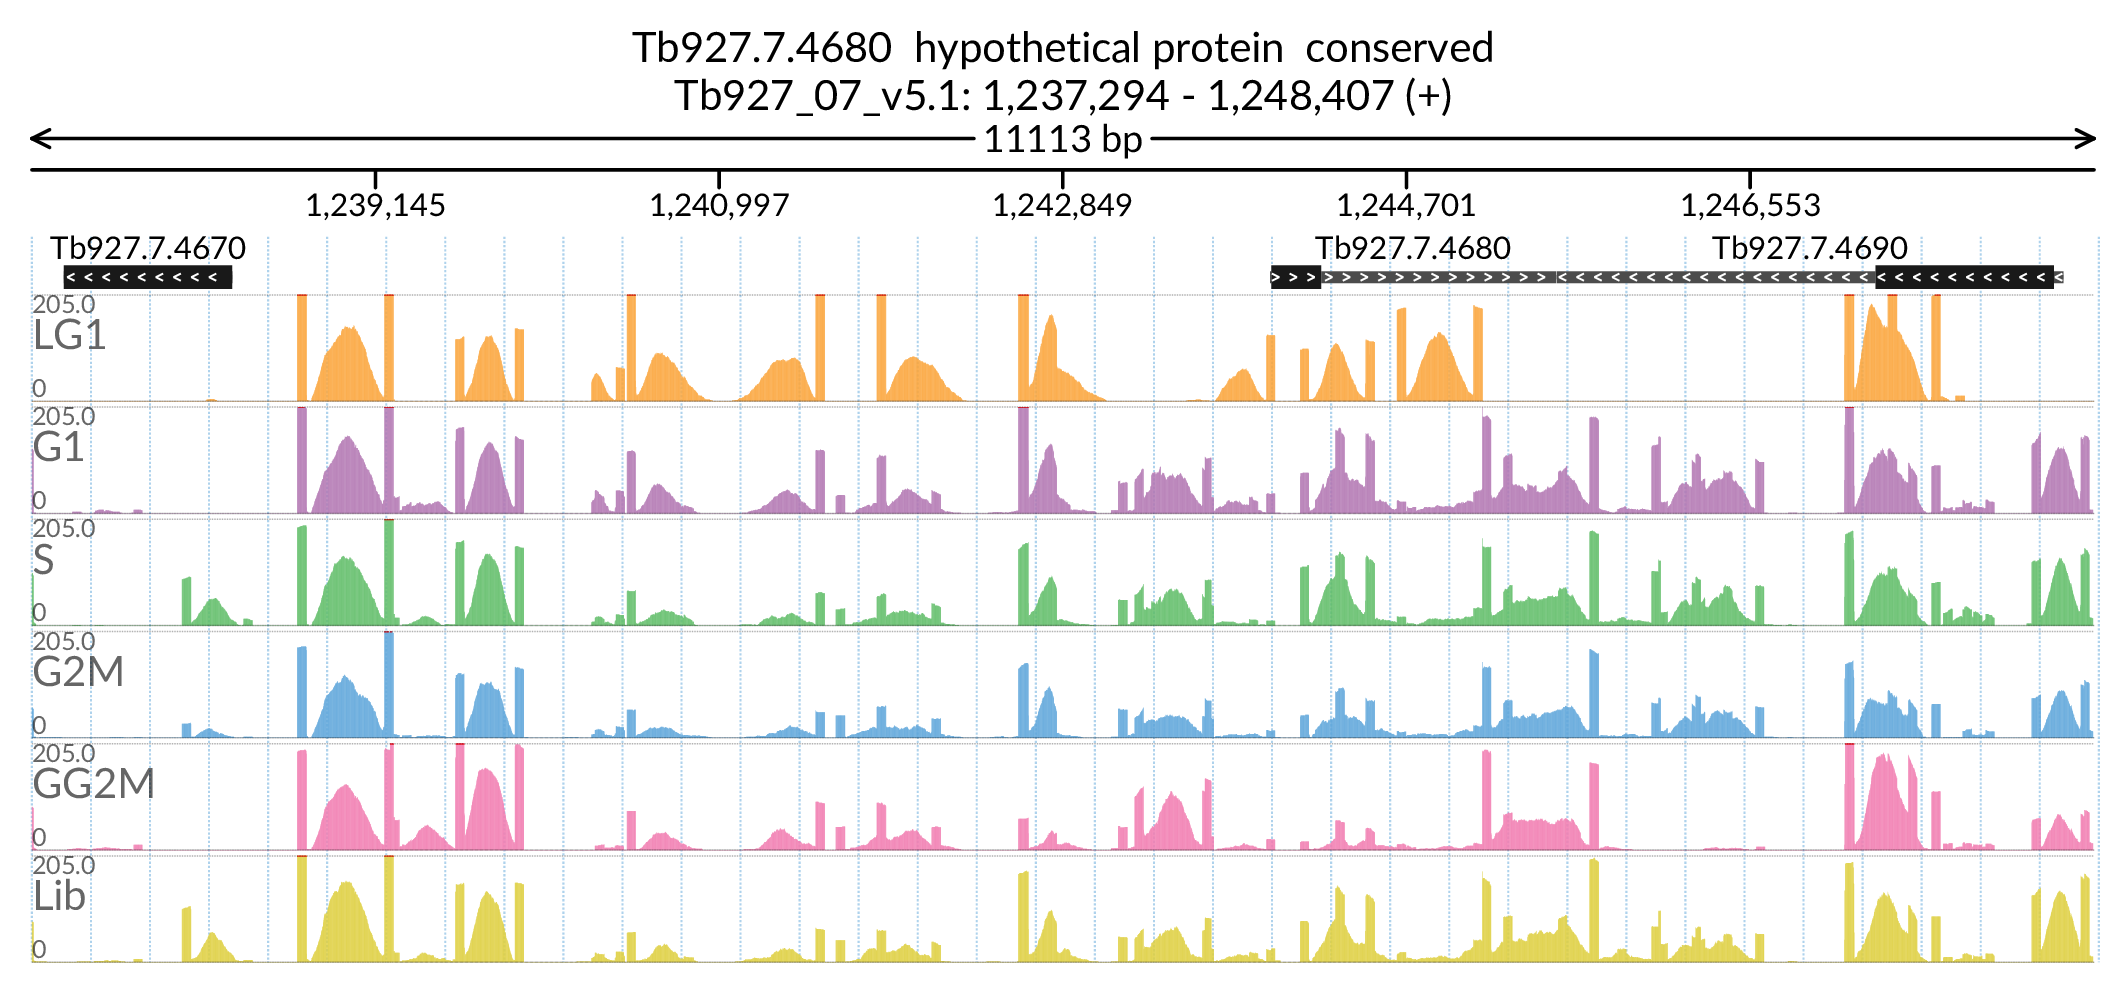 Tb927.7.4680 hypothetical protein conserved
Tb927_07_v5.1: 1,237,294 - 1,248,407 (+)
11113 bp
1,239,145 1,240,997 1,242,849 1,244,701 1,246,553
Tb927.7.4670 Tb927.7.4680 Tb927.7.4690
205.0
LG1
0
205.0
G1
0
205.0
S
0
205.0
G2M
0
205.0
GG2M
0
205.0
Lib
0